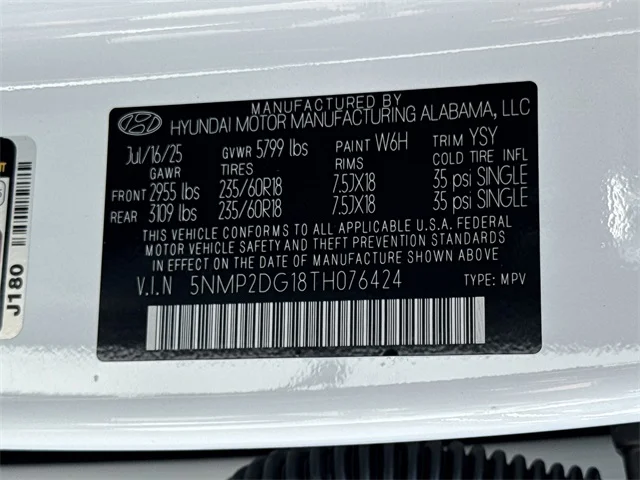 MANUFACTURED BY
HYUNDAI MOTOR MANUFACTURING ALABAMA, LLC
Jul/16/25 GVWR 5799 lbs PAINT W6H TRIM YSY
GAWR TIRES RIMS COLD TIRE INFL
FRONT 2955 lbs 235/60R18 7.5JX18 35 psi SINGLE
REAR 3109 lbs 235/60R18 7.5JX18 35 psi SINGLE
THIS VEHICLE CONFORMS TO ALL APPLICABLE U.S.A. FEDERAL
MOTOR VEHICLE SAFETY AND THEFT PREVENTION STANDARDS
IN EFFECT ON THE DATE OF MANUFACTURE SHOWN ABOVE.
V.I.N 5NMP2DG18TH076424 TYPE: MPV
J180